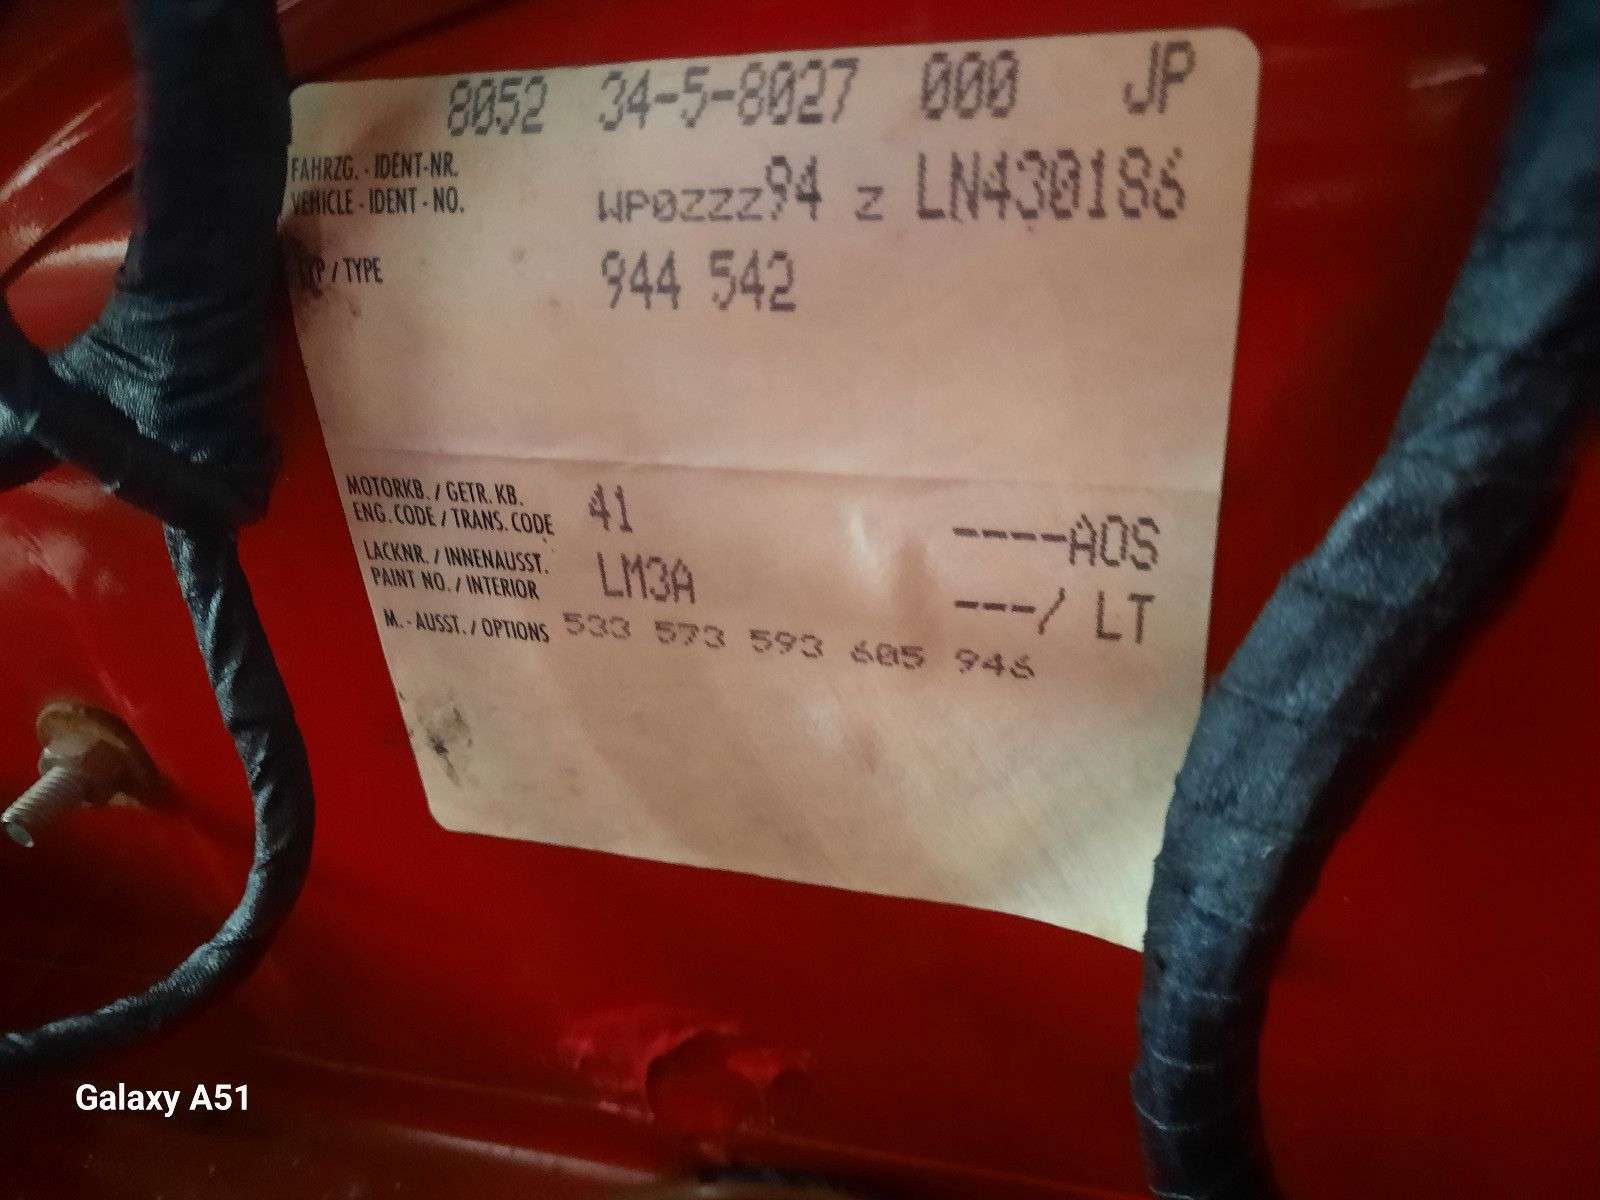 8052 34-5-8027 000 JP
FAHRZG. - IDENT-NR.
VEHICLE - IDENT - NO. WP0ZZZ94 Z LN430186
/ TYPE 944 542
MOTORKB. / GETR. KB.
ENG. CODE / TRANS. CODE 41 ----AOS
LACKNR. / INNENAUSST.
PAINT NO. / INTERIOR LM3A ---/ LT
M. - AUSST. / OPTIONS 533 573 593 605 946
Galaxy A51